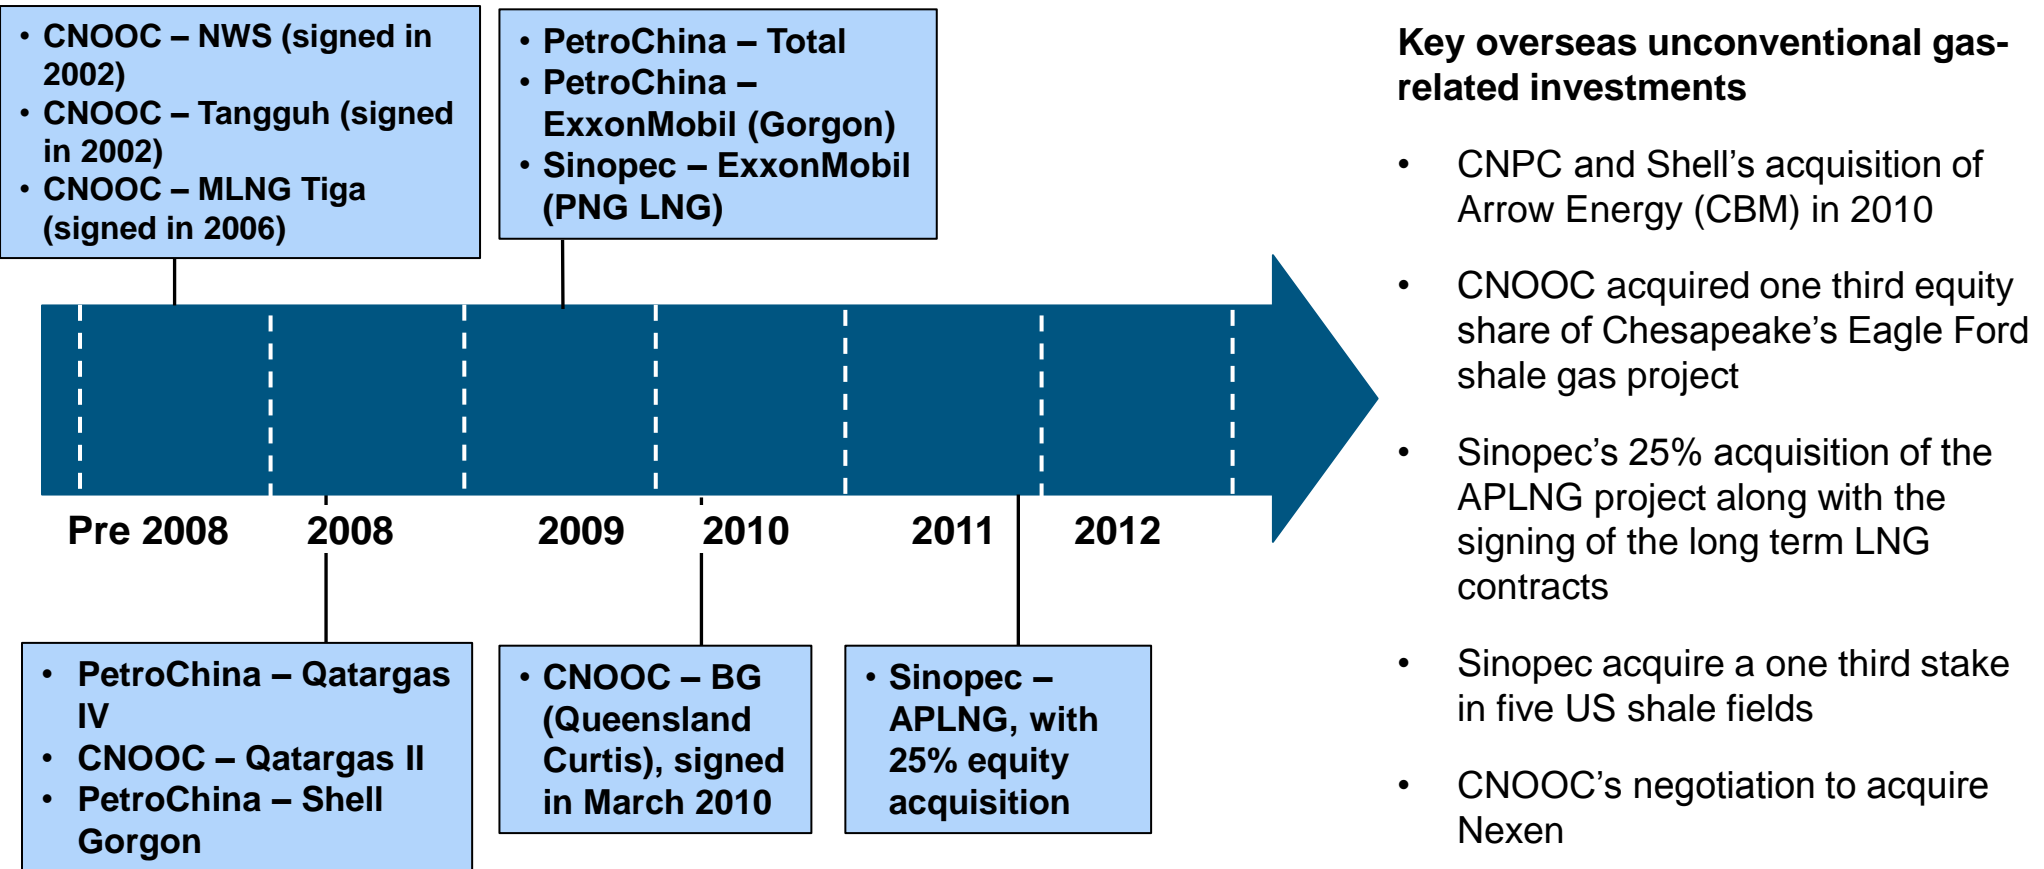 • CNOOC – NWS (signed in
2002)
• CNOOC – Tangguh (signed
in 2002)
• CNOOC – MLNG Tiga
(signed in 2006)
• PetroChina – Total
• PetroChina –
ExxonMobil (Gorgon)
• Sinopec – ExxonMobil
(PNG LNG)
Pre 2008
2008
2009
2010
2011
2012
• PetroChina – Qatargas
IV
• CNOOC – Qatargas II
• PetroChina – Shell
Gorgon
• CNOOC – BG
(Queensland
Curtis), signed
in March 2010
• Sinopec –
APLNG, with
25% equity
acquisition
Key overseas unconventional gas-
related investments
• CNPC and Shell’s acquisition of
Arrow Energy (CBM) in 2010
• CNOOC acquired one third equity
share of Chesapeake’s Eagle Ford
shale gas project
• Sinopec’s 25% acquisition of the
APLNG project along with the
signing of the long term LNG
contracts
• Sinopec acquire a one third stake
in five US shale fields
• CNOOC’s negotiation to acquire
Nexen